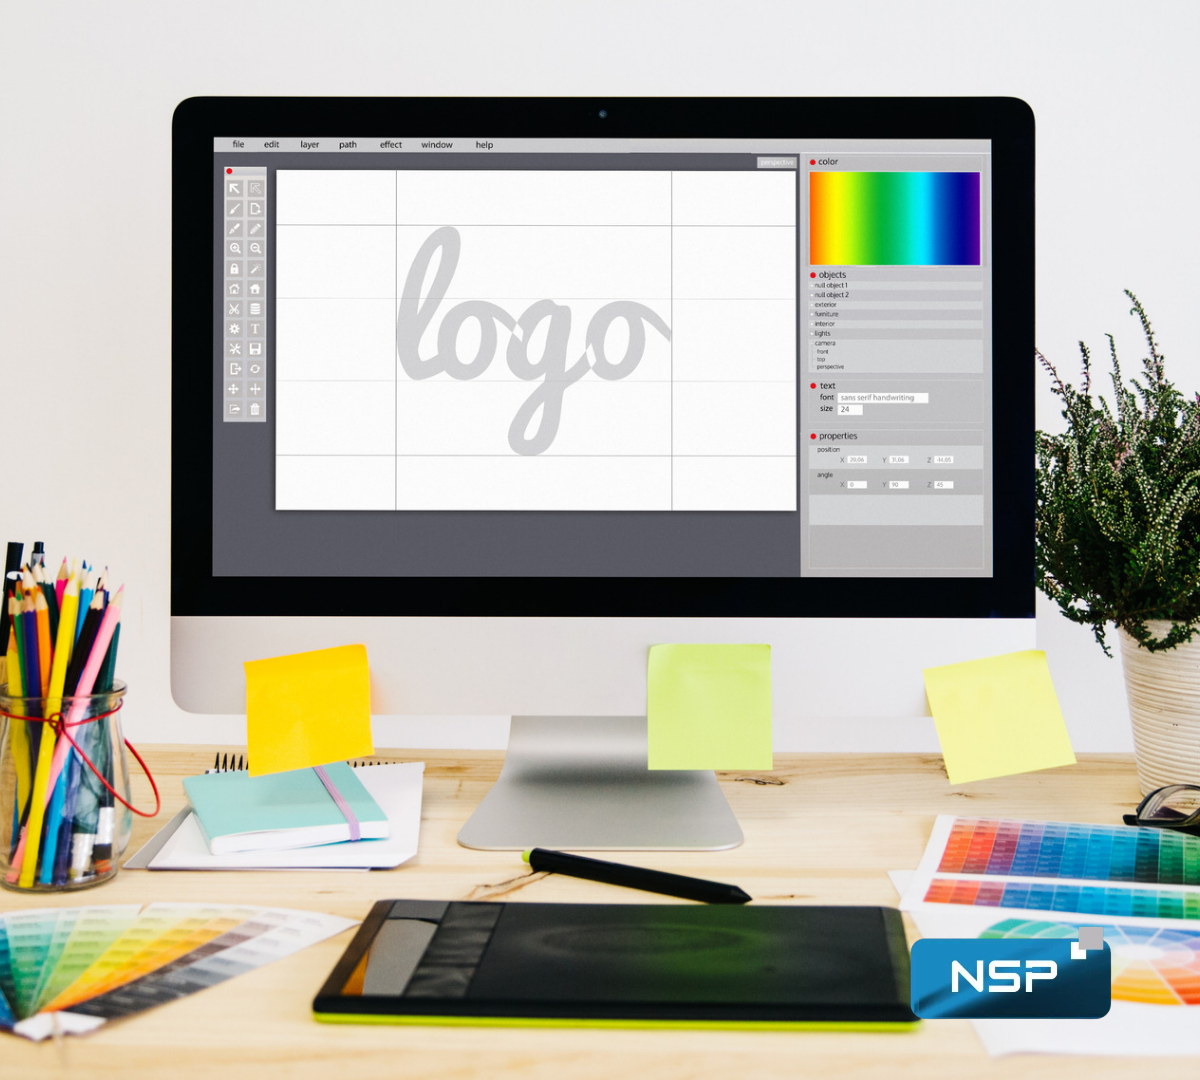 file edit layer path effect window help
perspective
logo
color
objects
null object 1
null object 2
exterior
furniture
interior
lights
camera
front
top
perspective
text
font sans serif handwriting
size 24
properties
position
X Y Z
angle
X 0 Y 90 Z 45
T
NSP